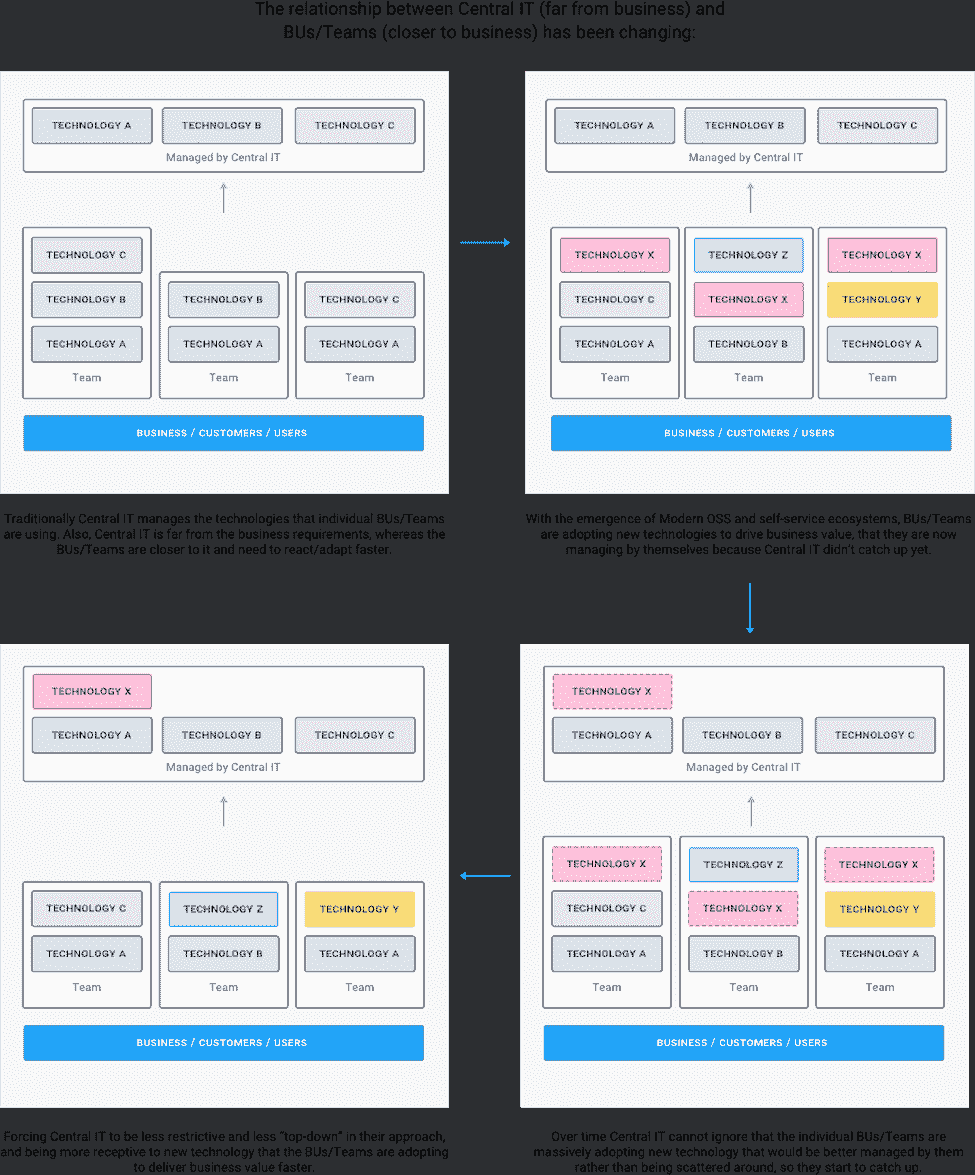 The relationship between Central IT (far from business) and
BUs/Teams (closer to business) has been changing:
TECHNOLOGY A
TECHNOLOGY B
TECHNOLOGY C
Managed by Central IT
TECHNOLOGY C
TECHNOLOGY B
TECHNOLOGY B
TECHNOLOGY C
TECHNOLOGY A
TECHNOLOGY A
TECHNOLOGY A
Team
Team
Team
BUSINESS / CUSTOMERS / USERS
Traditionally Central IT manages the technologies that individual BUs/Teams
are using. Also, Central IT is far from the business requirements, whereas the
BUs/Teams are closer to it and need to react/adapt faster.
TECHNOLOGY A
TECHNOLOGY B
TECHNOLOGY C
Managed by Central IT
TECHNOLOGY X
TECHNOLOGY Z
TECHNOLOGY X
TECHNOLOGY C
TECHNOLOGY X
TECHNOLOGY Y
TECHNOLOGY A
TECHNOLOGY B
TECHNOLOGY A
Team
Team
Team
BUSINESS / CUSTOMERS / USERS
With the emergence of Modern OSS and self-service ecosystems, BUs/Teams
are adopting new technologies to drive business value, that they are now
managing by themselves because Central IT didn't catch up yet.
TECHNOLOGY X
TECHNOLOGY A
TECHNOLOGY B
TECHNOLOGY C
Managed by Central IT
TECHNOLOGY X
TECHNOLOGY Z
TECHNOLOGY X
TECHNOLOGY C
TECHNOLOGY X
TECHNOLOGY Y
TECHNOLOGY A
TECHNOLOGY B
TECHNOLOGY A
Team
Team
Team
BUSINESS / CUSTOMERS / USERS
Over time Central IT cannot ignore that the individual BUs/Teams are
massively adopting new technology that would be better managed by them
rather than being scattered around, so they start to catch up.
TECHNOLOGY X
TECHNOLOGY A
TECHNOLOGY B
TECHNOLOGY C
Managed by Central IT
TECHNOLOGY C
TECHNOLOGY Z
TECHNOLOGY Y
TECHNOLOGY A
TECHNOLOGY B
TECHNOLOGY A
Team
Team
Team
BUSINESS / CUSTOMERS / USERS
Forcing Central IT to be less restrictive and less "top-down" in their approach,
and being more receptive to new technology that the BUs/Teams are adopting
to deliver business value faster.